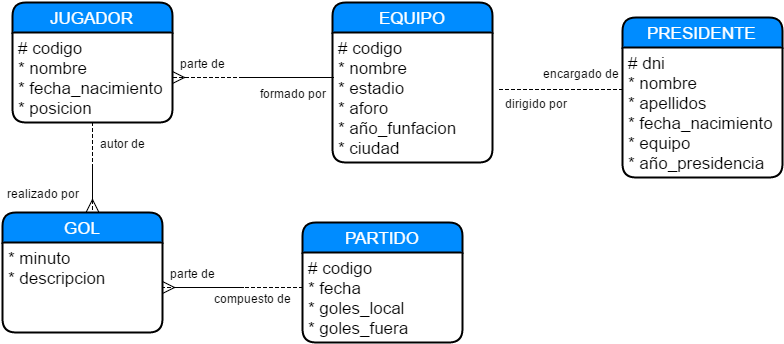 JUGADOR
# codigo
* nombre
* fecha_nacimiento
* posicion
parte de
formado por
EQUIPO
# codigo
* nombre
* estadio
* aforo
* año_funfacion
* ciudad
encargado de
dirigido por
PRESIDENTE
# dni
* nombre
* apellidos
* fecha_nacimiento
* equipo
* año_presidencia
autor de
realizado por
GOL
* minuto
* descripcion
parte de
compuesto de
PARTIDO
# codigo
* fecha
* goles_local
* goles_fuera